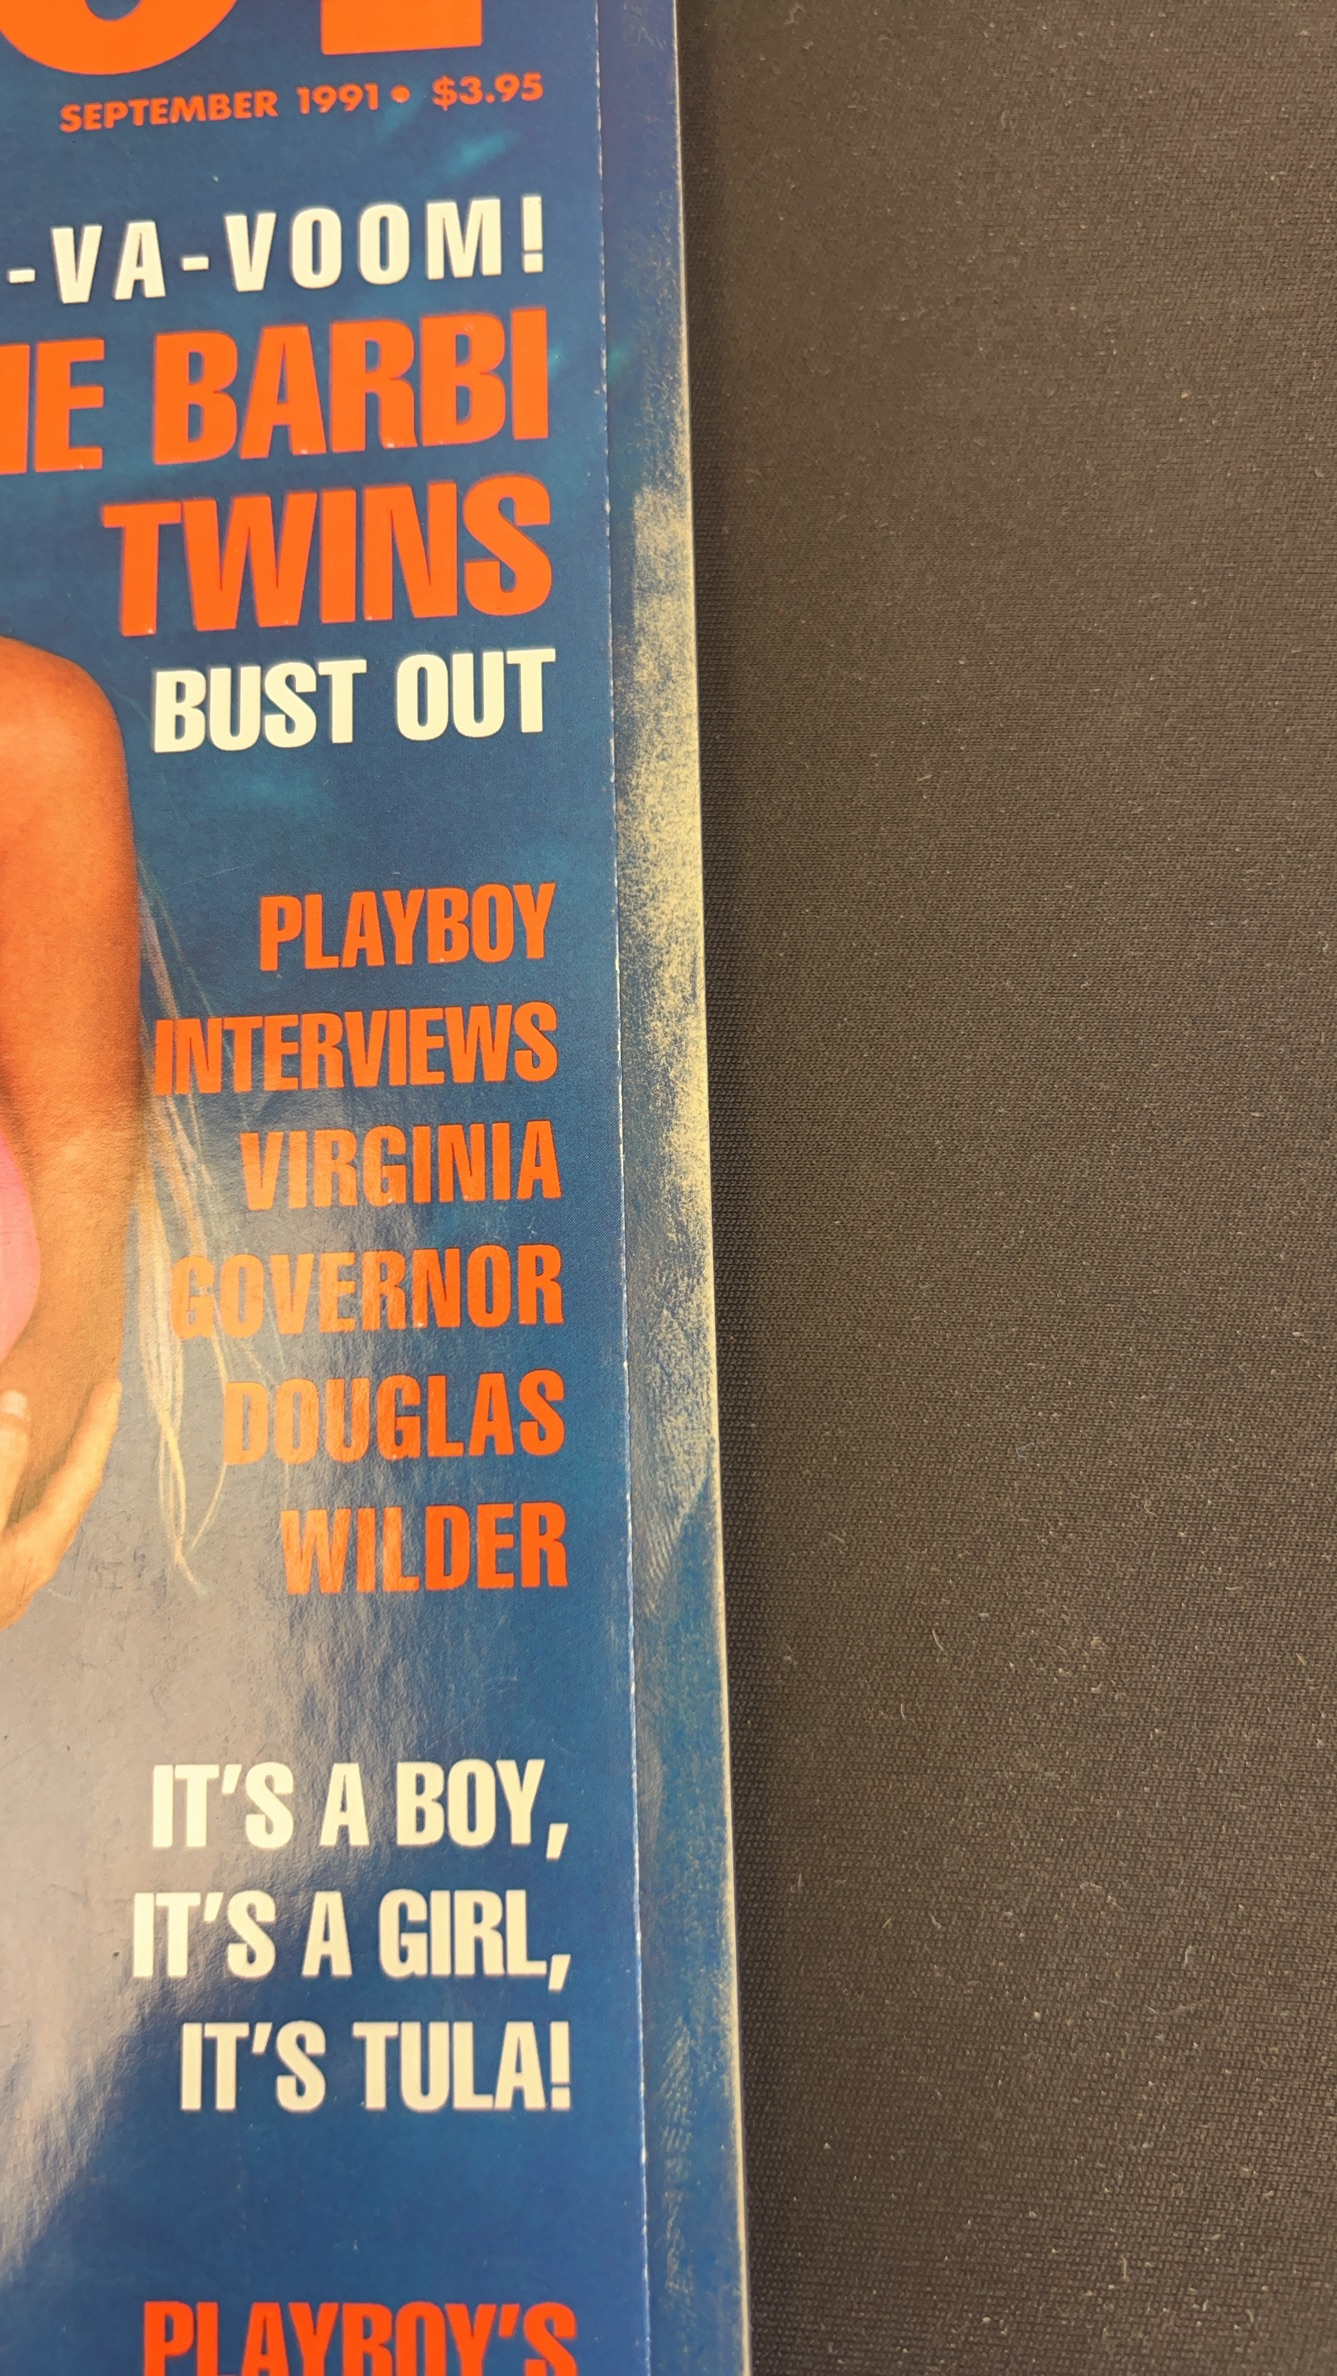 SEPTEMBER 1991 • $3.95
-VA-VOOM!
BARBI
TWINS
BUST OUT
PLAYBOY
INTERVIEWS
VIRGINIA
GOVERNOR
DOUGLAS
WILDER
IT'S A BOY,
IT'S A GIRL,
IT'S TULA!
PLAYBOY'S